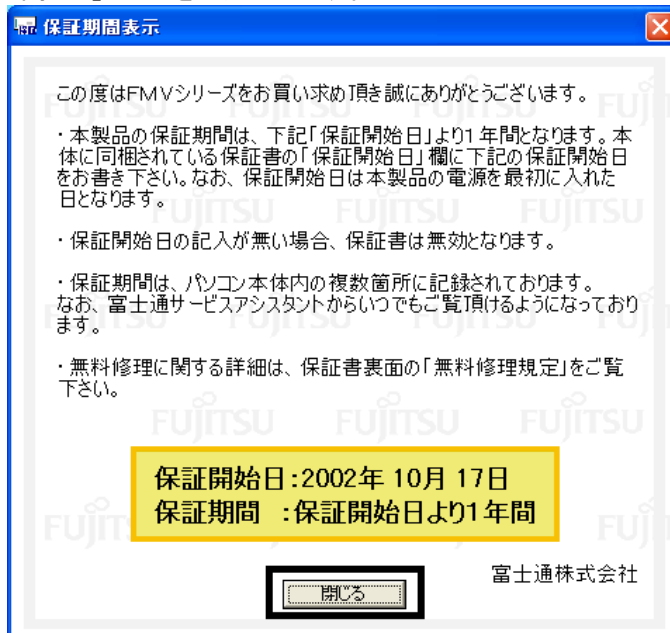 保証期間表示
この度はFMVシリーズをお買い求め頂き誠にありがとうございます。
・本製品の保証期間は、下記「保証開始日」より1年間となります。本
体に同梱されている保証書の「保証開始日」欄に下記の保証開始日
をお書き下さい。なお、保証開始日は本製品の電源を最初に入れた
日となります。
・保証開始日の記入が無い場合、保証書は無効となります。
・保証期間は、パソコン本体内の複数箇所に記録されております。
なお、富士通サービスアシスタントからいつでもご覧頂けるようになっており
ます。
・無料修理に関する詳細は、保証書裏面の「無料修理規定」をご覧
下さい。
FUJITSU FUJITSU FUJITSU
保証開始日:2002年 10月 17日
保証期間 :保証開始日より1年間
富士通株式会社
閉じる